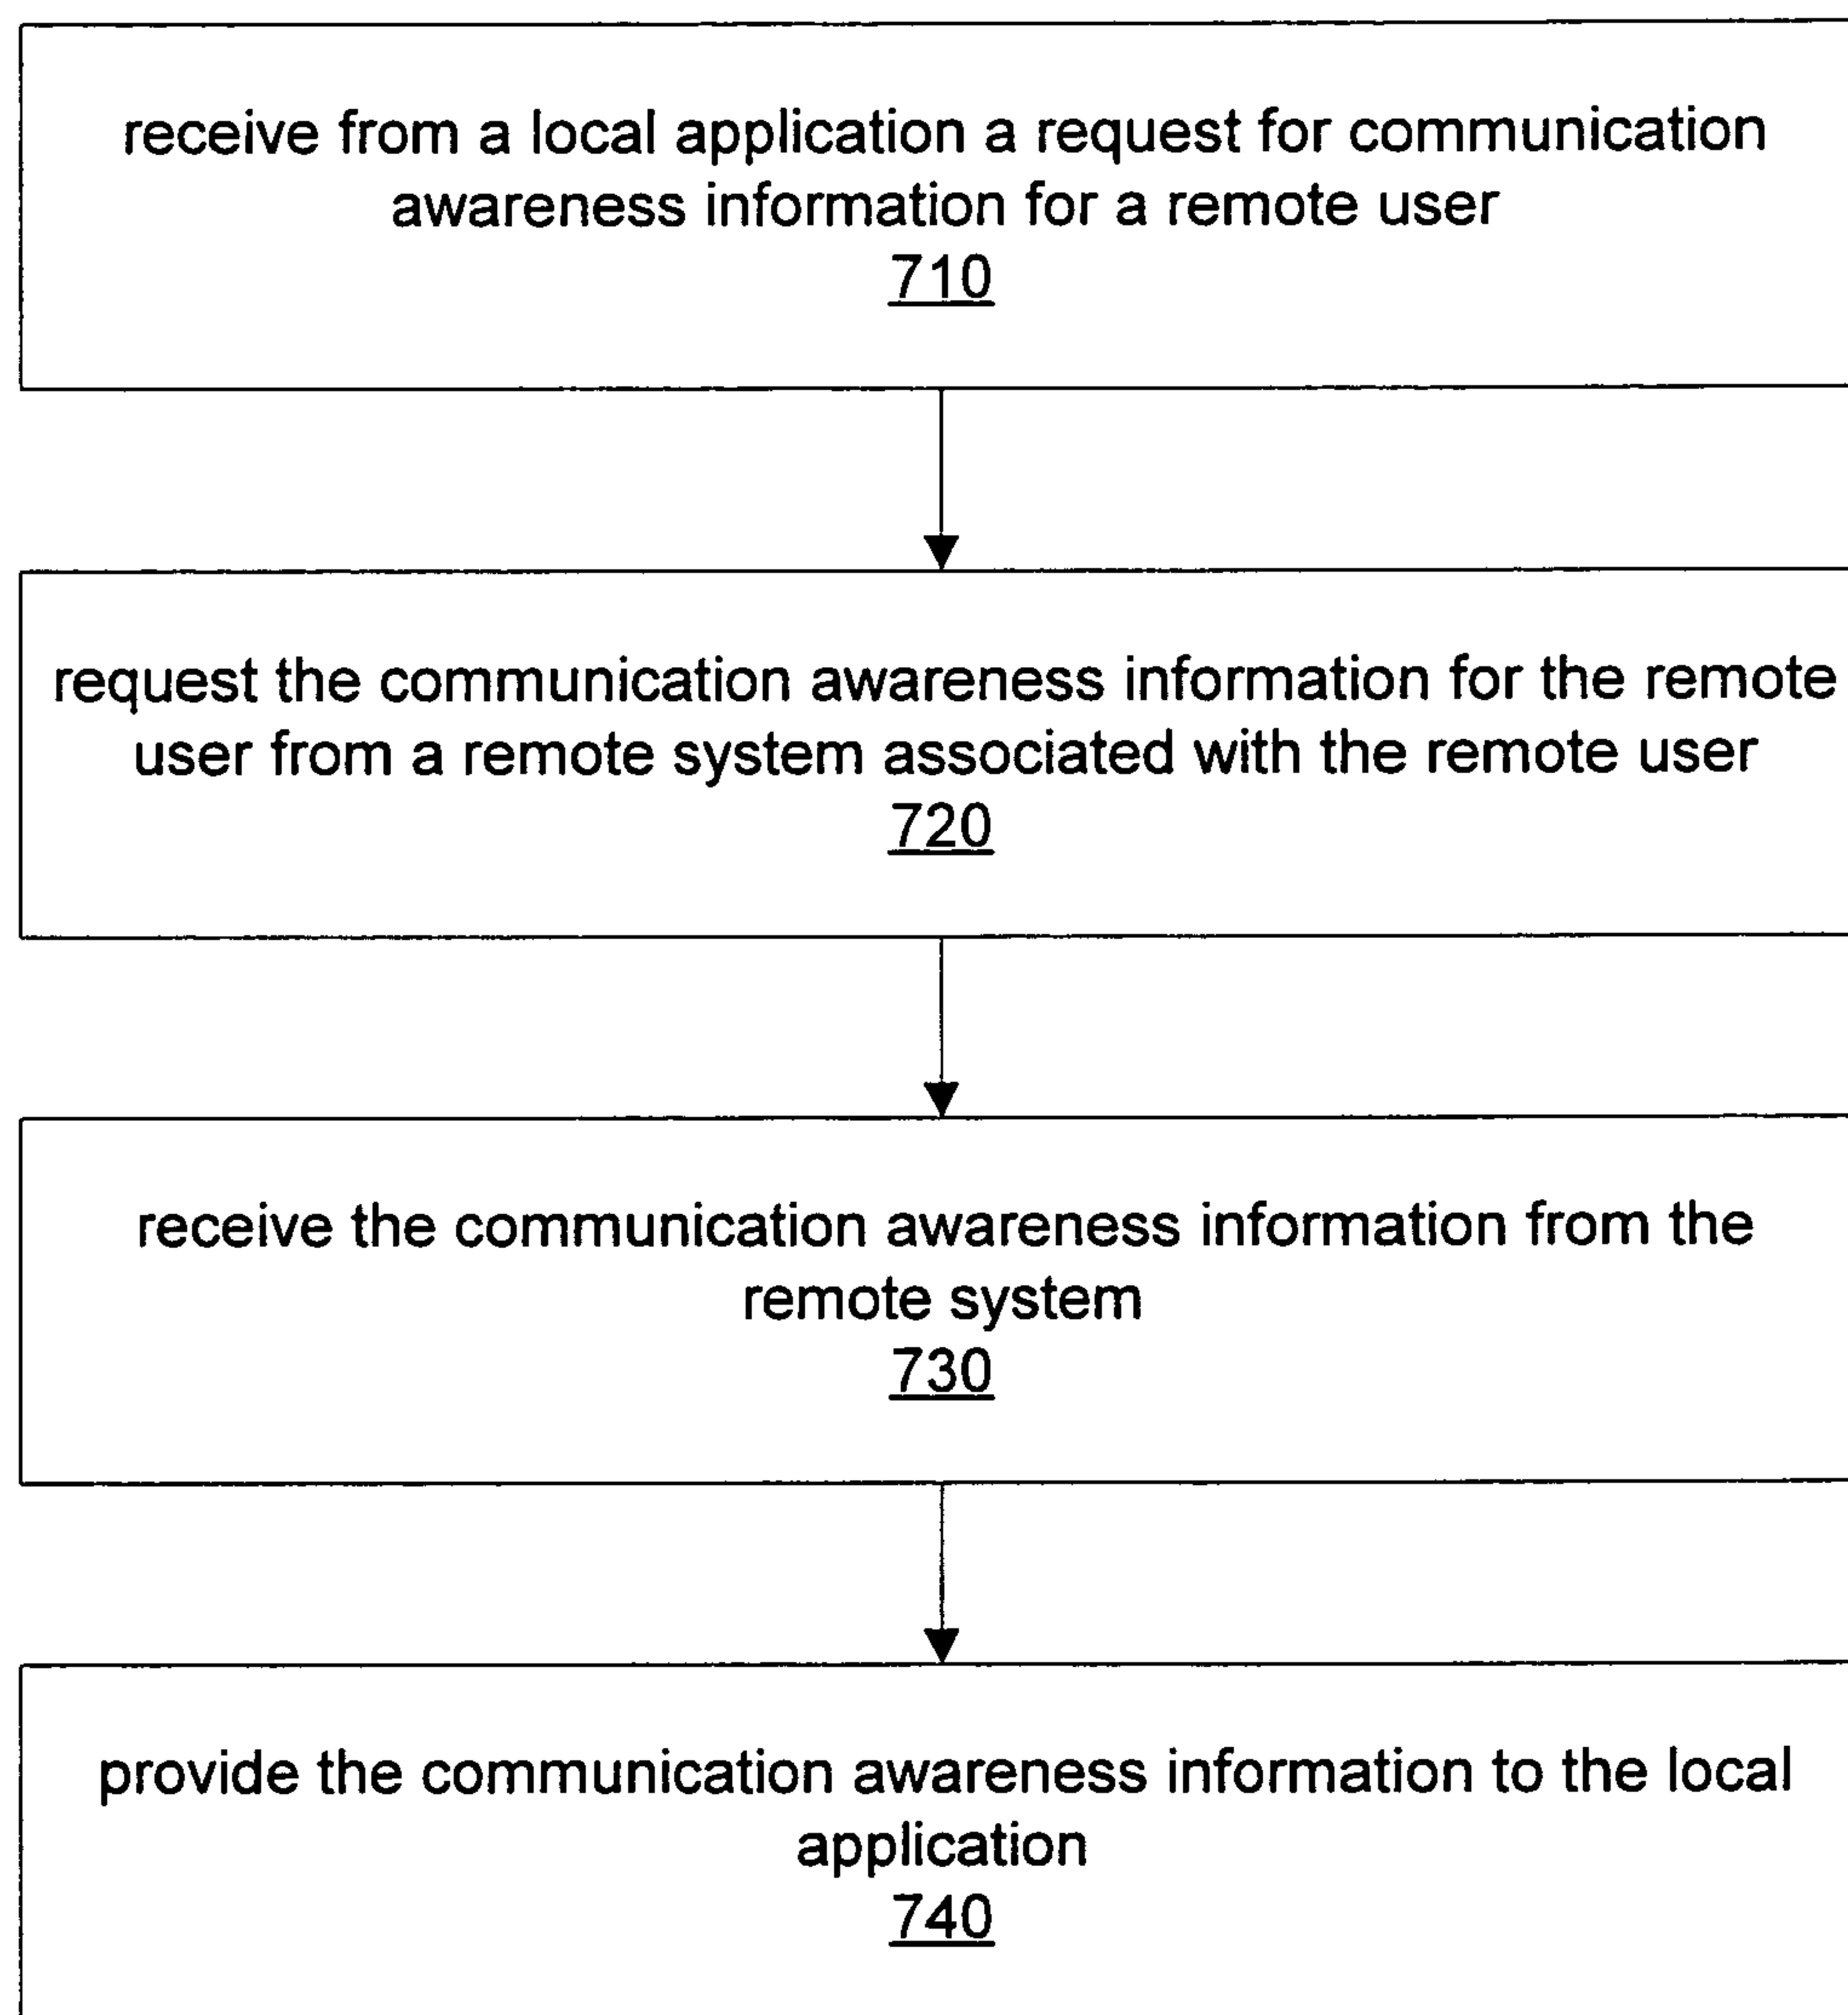 receive from a local application a request for communication
awareness information for a remote user
710
request the communication awareness information for the remote
user from a remote system associated with the remote user
720
receive the communication awareness information from the
remote system
730
provide the communication awareness information to the local
application
740